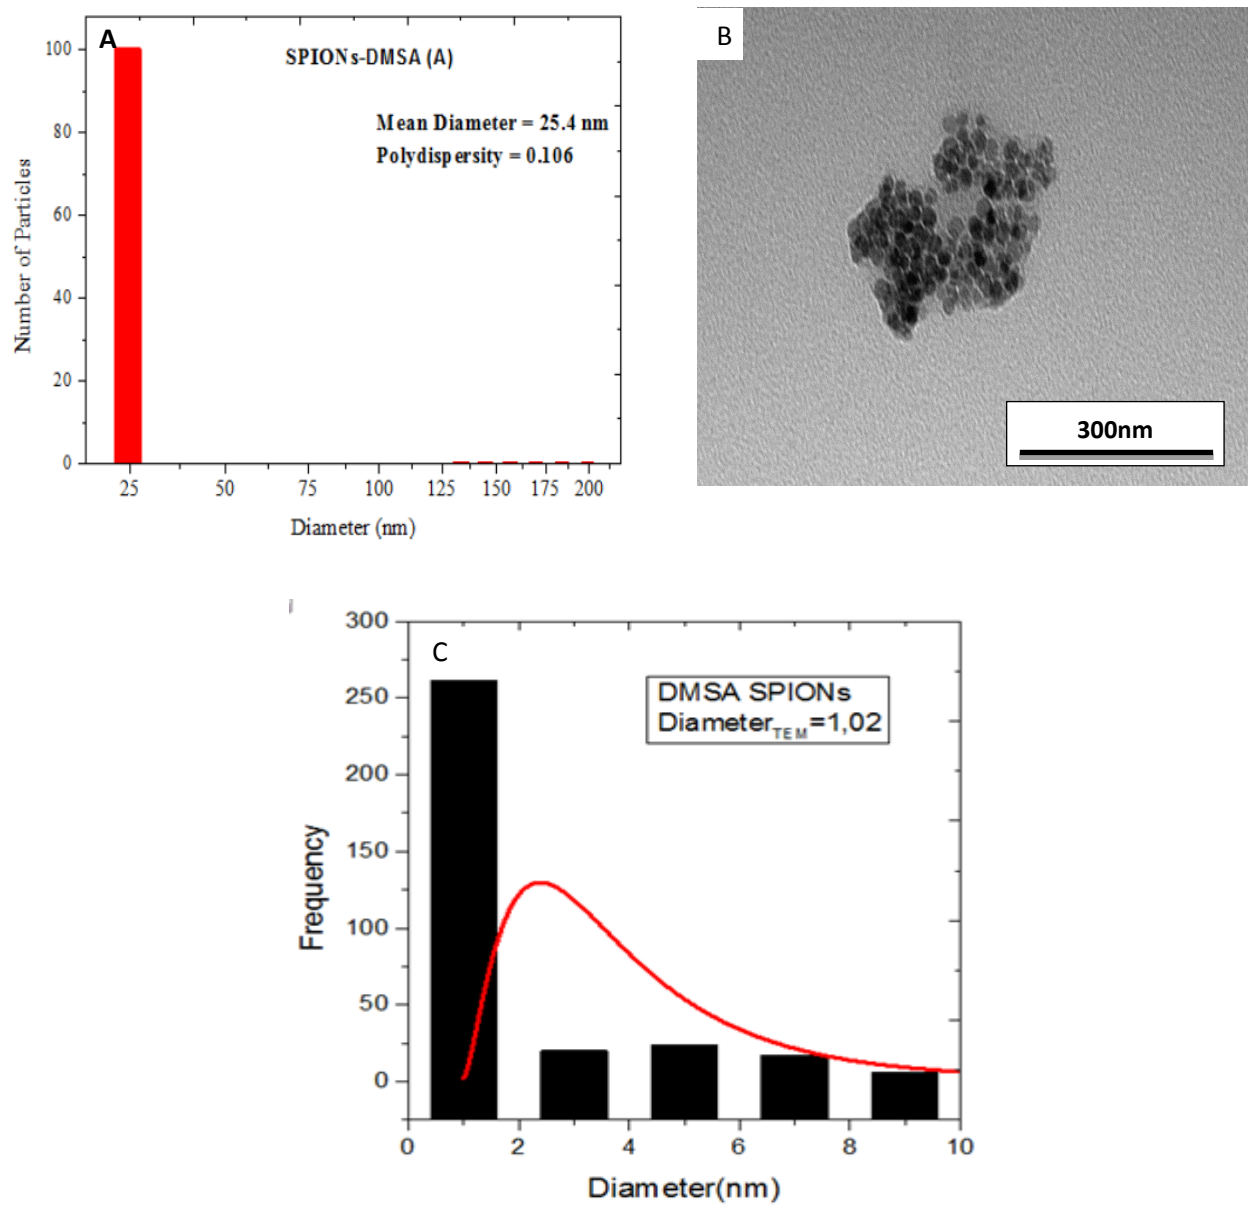 A
SPIONs-DMSA (A)
Mean Diameter = 25.4 nm
Polydispersity = 0.106
Number of Particles
100
80
60
40
20
0
25 50 75 100 125 150 175 200
Diameter (nm)
B
300nm
C
DMSA SPIONs
Diameter_TEM=1,02
Frequency
300
250
200
150
100
50
0
0 2 4 6 8 10
Diameter(nm)